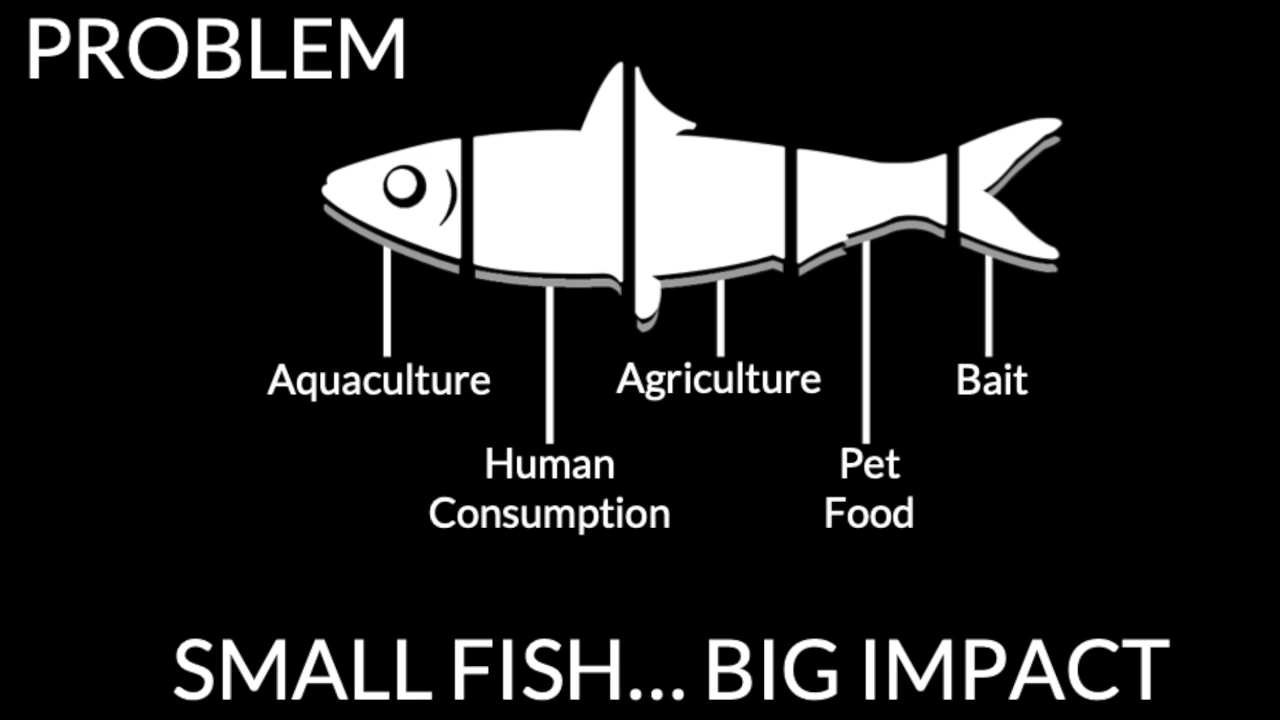 PROBLEM
Aquaculture
Agriculture
Bait
Human
Consumption
Pet
Food
SMALL FISH... BIG IMPACT